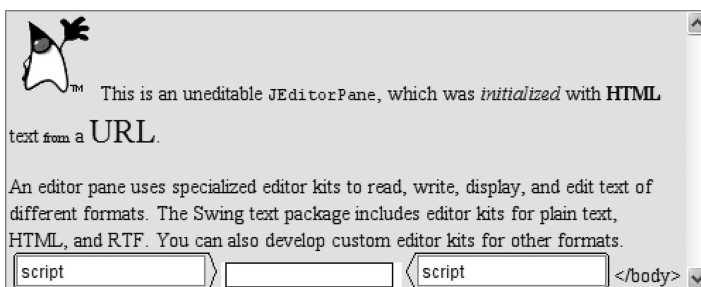 TM This is an uneditable JEditorPane, which was initialized with HTML
text from a URL.
An editor pane uses specialized editor kits to read, write, display, and edit text of
different formats. The Swing text package includes editor kits for plain text,
HTML, and RTF. You can also develop custom editor kits for other formats.
script script </body>